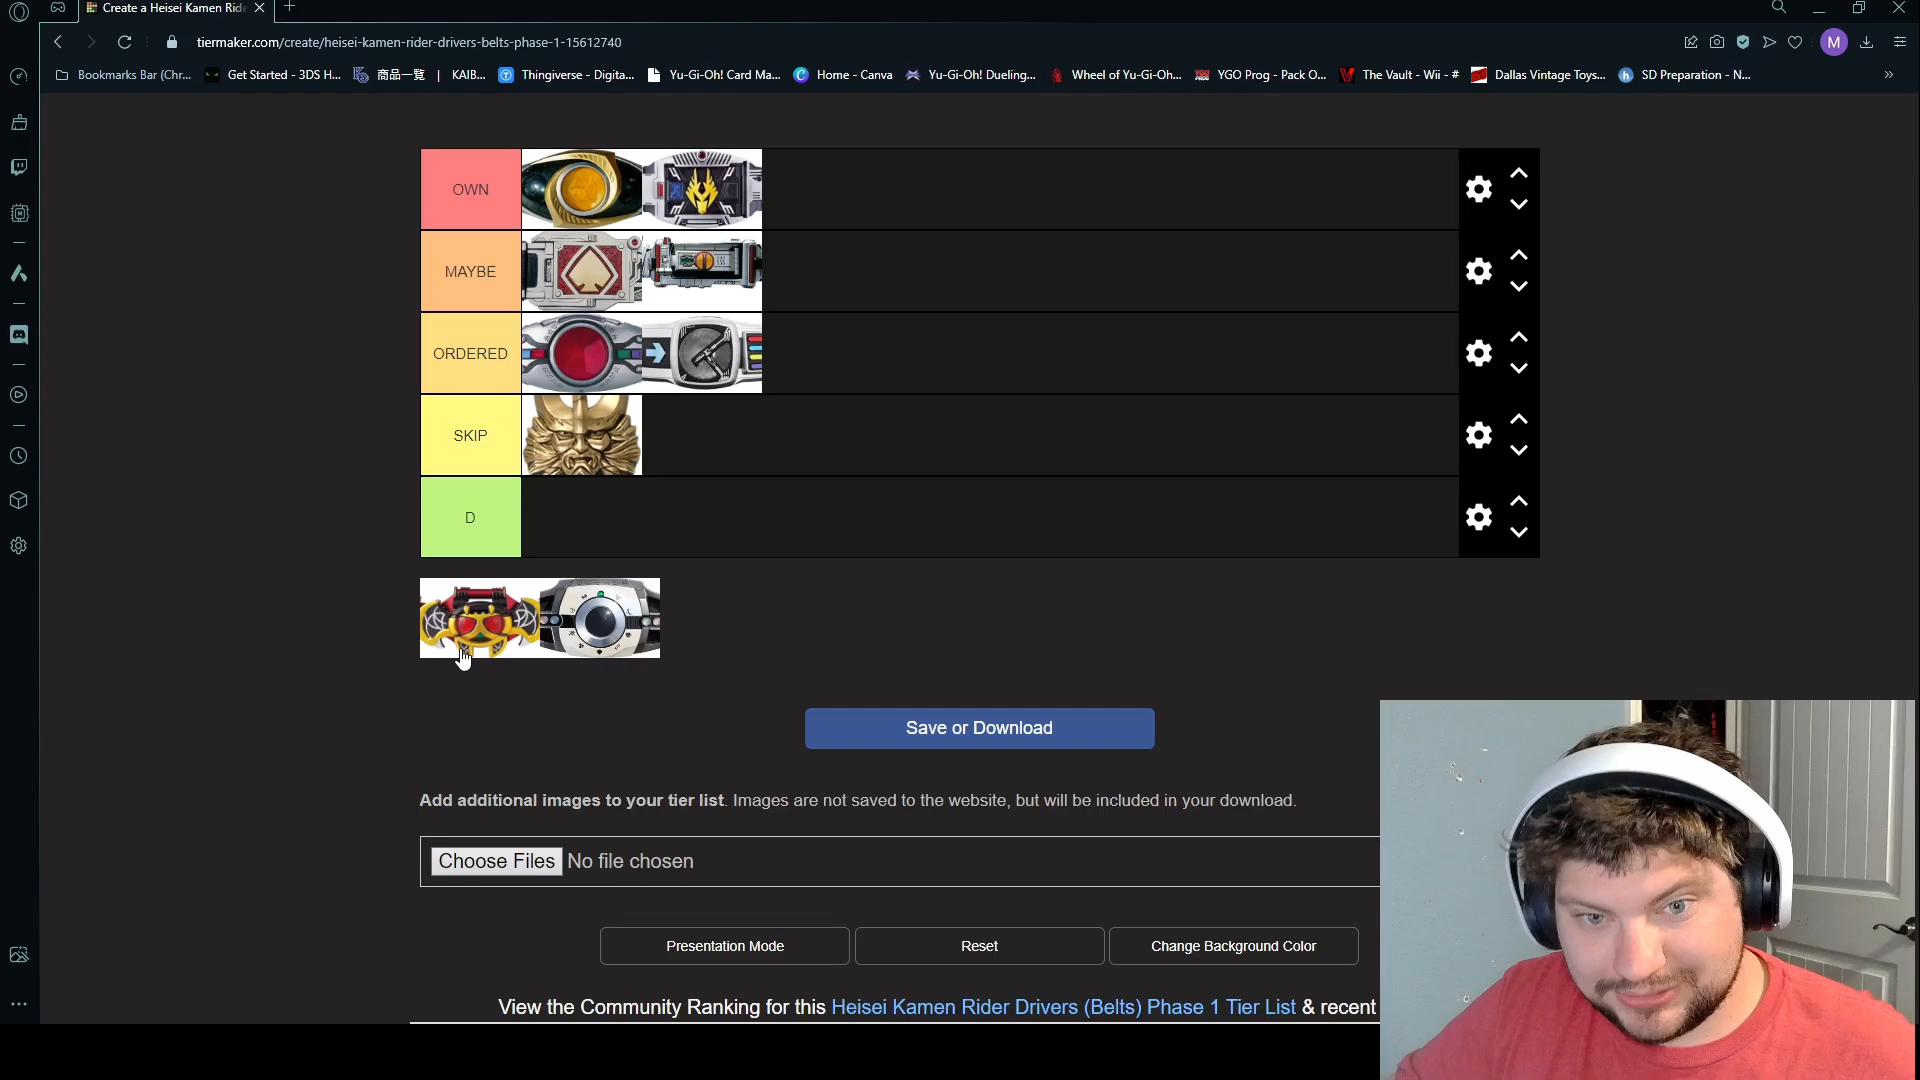 Create a Heisei Kamen Ride
tiermaker.com/create/heisei-kamen-rider-drivers-belts-phase-1-15612740
M
Bookmarks Bar (Chr... Get Started - 3DS H... 商品一覧 | KAIB... Thingiverse - Digita... Yu-Gi-Oh! Card Ma... Home - Canva Yu-Gi-Oh! Dueling... Wheel of Yu-Gi-Oh... YGO Prog - Pack O... The Vault - Wii - # Dallas Vintage Toys... SD Preparation - N...
OWN
MAYBE
ORDERED
SKIP
D
Save or Download
Add additional images to your tier list. Images are not saved to the website, but will be included in your download.
Choose Files No file chosen
Presentation Mode Reset Change Background Color
View the Community Ranking for this Heisei Kamen Rider Drivers (Belts) Phase 1 Tier List & recent